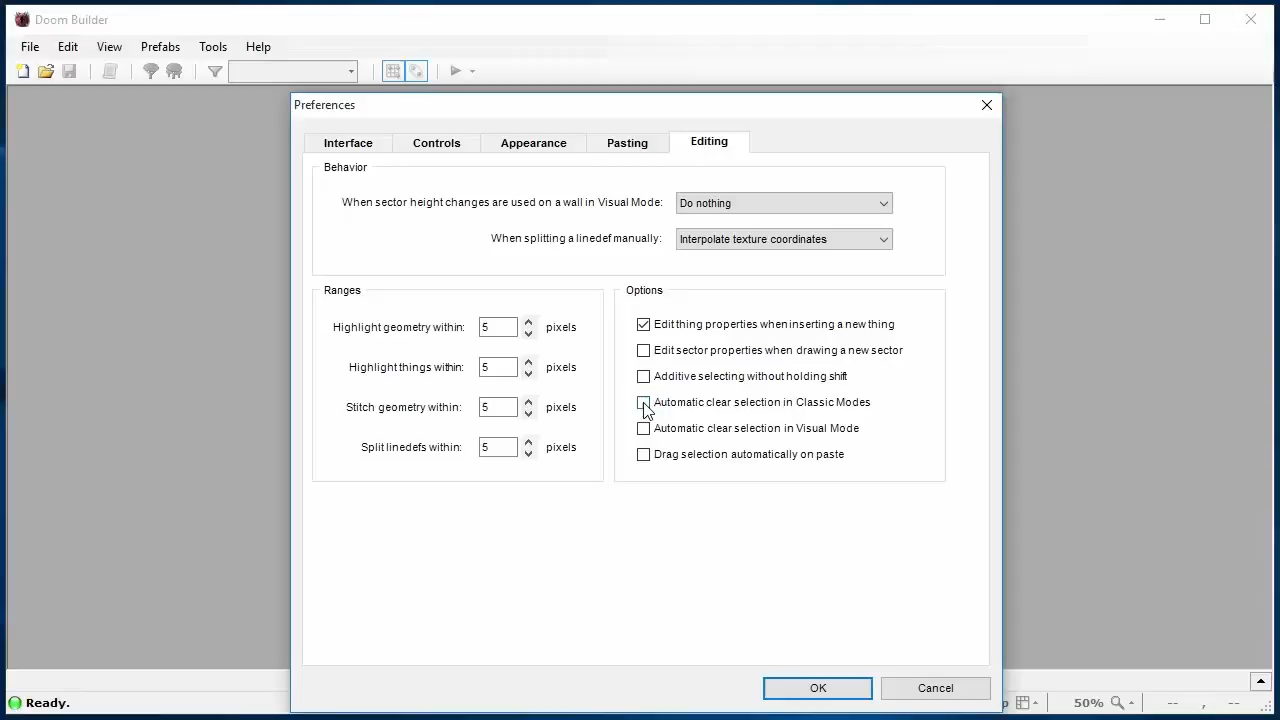 Doom Builder
File Edit View Prefabs Tools Help
Preferences
Interface Controls Appearance Pasting Editing
Behavior
When sector height changes are used on a wall in Visual Mode: Do nothing
When splitting a linedef manually: Interpolate texture coordinates
Ranges
Highlight geometry within: 5 pixels
Highlight things within: 5 pixels
Stitch geometry within: 5 pixels
Split linedefs within: 5 pixels
Options
Edit thing properties when inserting a new thing
Edit sector properties when drawing a new sector
Additive selecting without holding shift
Automatic clear selection in Classic Modes
Automatic clear selection in Visual Mode
Drag selection automatically on paste
OK Cancel
Ready. p 50% -- , --